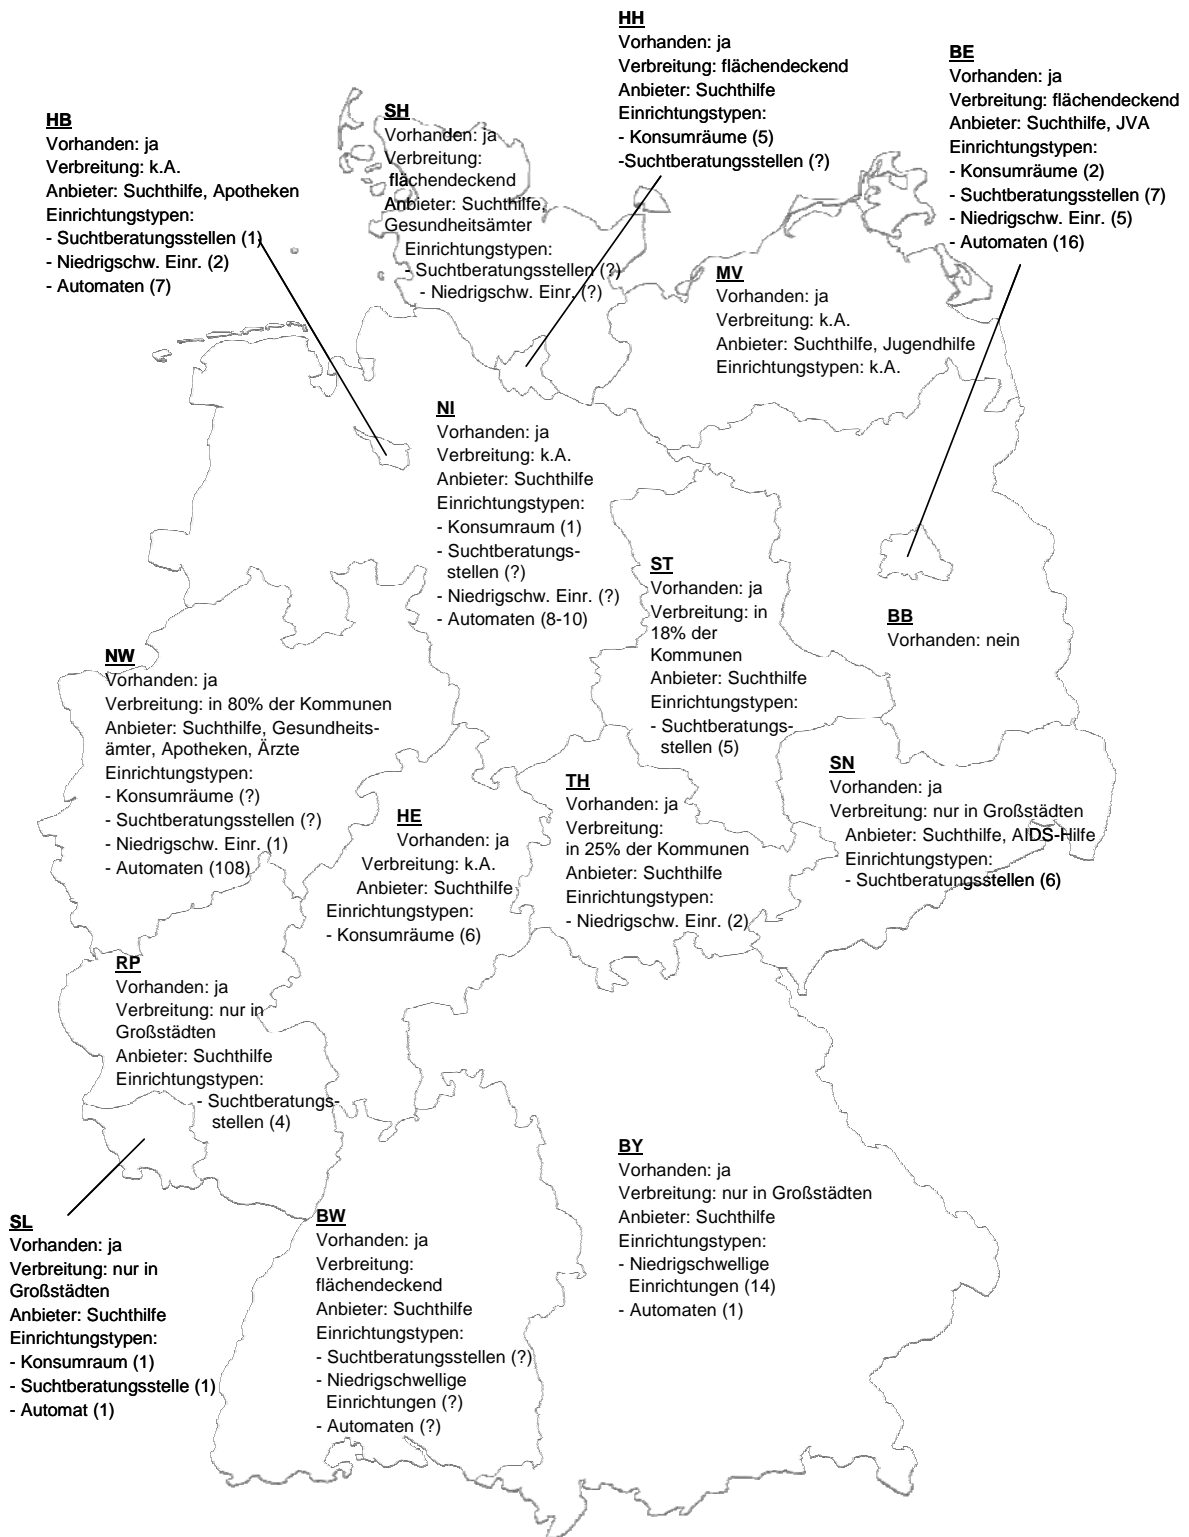 HH
Vorhanden: ja
Verbreitung: flächendeckend
Anbieter: Suchthilfe
Einrichtungstypen:
- Konsumräume (5)
-Suchtberatungsstellen (?)
BE
Vorhanden: ja
Verbreitung: flächendeckend
Anbieter: Suchthilfe, JVA
Einrichtungstypen:
- Konsumräume (2)
- Suchtberatungsstellen (7)
- Niedrigschw. Einr. (5)
- Automaten (16)
HB
Vorhanden: ja
Verbreitung: k.A.
Anbieter: Suchthilfe, Apotheken
Einrichtungstypen:
- Suchtberatungsstellen (1)
- Niedrigschw. Einr. (2)
- Automaten (7)
SH
Vorhanden: ja
Verbreitung:
flächendeckend
Anbieter: Suchthilfe,
Gesundheitsämter
Einrichtungstypen:
- Suchtberatungsstellen (?)
- Niedrigschw. Einr. (?)
MV
Vorhanden: ja
Verbreitung: k.A.
Anbieter: Suchthilfe, Jugendhilfe
Einrichtungstypen: k.A.
NI
Vorhanden: ja
Verbreitung: k.A.
Anbieter: Suchthilfe
Einrichtungstypen:
- Konsumraum (1)
- Suchtberatungs-
stellen (?)
- Niedrigschw. Einr. (?)
- Automaten (8-10)
ST
Vorhanden: ja
Verbreitung: in
18% der
Kommunen
Anbieter: Suchthilfe
Einrichtungstypen:
- Suchtberatungs-
stellen (5)
BB
Vorhanden: nein
NW
Vorhanden: ja
Verbreitung: in 80% der Kommunen
Anbieter: Suchthilfe, Gesundheits-
ämter, Apotheken, Ärzte
Einrichtungstypen:
- Konsumräume (?)
- Suchtberatungsstellen (?)
- Niedrigschw. Einr. (1)
- Automaten (108)
HE
Vorhanden: ja
Verbreitung: k.A.
Anbieter: Suchthilfe
Einrichtungstypen:
- Konsumräume (6)
TH
Vorhanden: ja
Verbreitung:
in 25% der Kommunen
Anbieter: Suchthilfe
Einrichtungstypen:
- Niedrigschw. Einr. (2)
SN
Vorhanden: ja
Verbreitung: nur in Großstädten
Anbieter: Suchthilfe, AIDS-Hilfe
Einrichtungstypen:
- Suchtberatungsstellen (6)
RP
Vorhanden: ja
Verbreitung: nur in
Großstädten
Anbieter: Suchthilfe
Einrichtungstypen:
- Suchtberatungs-
stellen (4)
SL
Vorhanden: ja
Verbreitung: nur in
Großstädten
Anbieter: Suchthilfe
Einrichtungstypen:
- Konsumraum (1)
- Suchtberatungsstelle (1)
- Automat (1)
BW
Vorhanden: ja
Verbreitung:
flächendeckend
Anbieter: Suchthilfe
Einrichtungstypen:
- Suchtberatungsstellen (?)
- Niedrigschwellige
Einrichtungen (?)
- Automaten (?)
BY
Vorhanden: ja
Verbreitung: nur in Großstädten
Anbieter: Suchthilfe
Einrichtungstypen:
- Niedrigschwellige
Einrichtungen (14)
- Automaten (1)